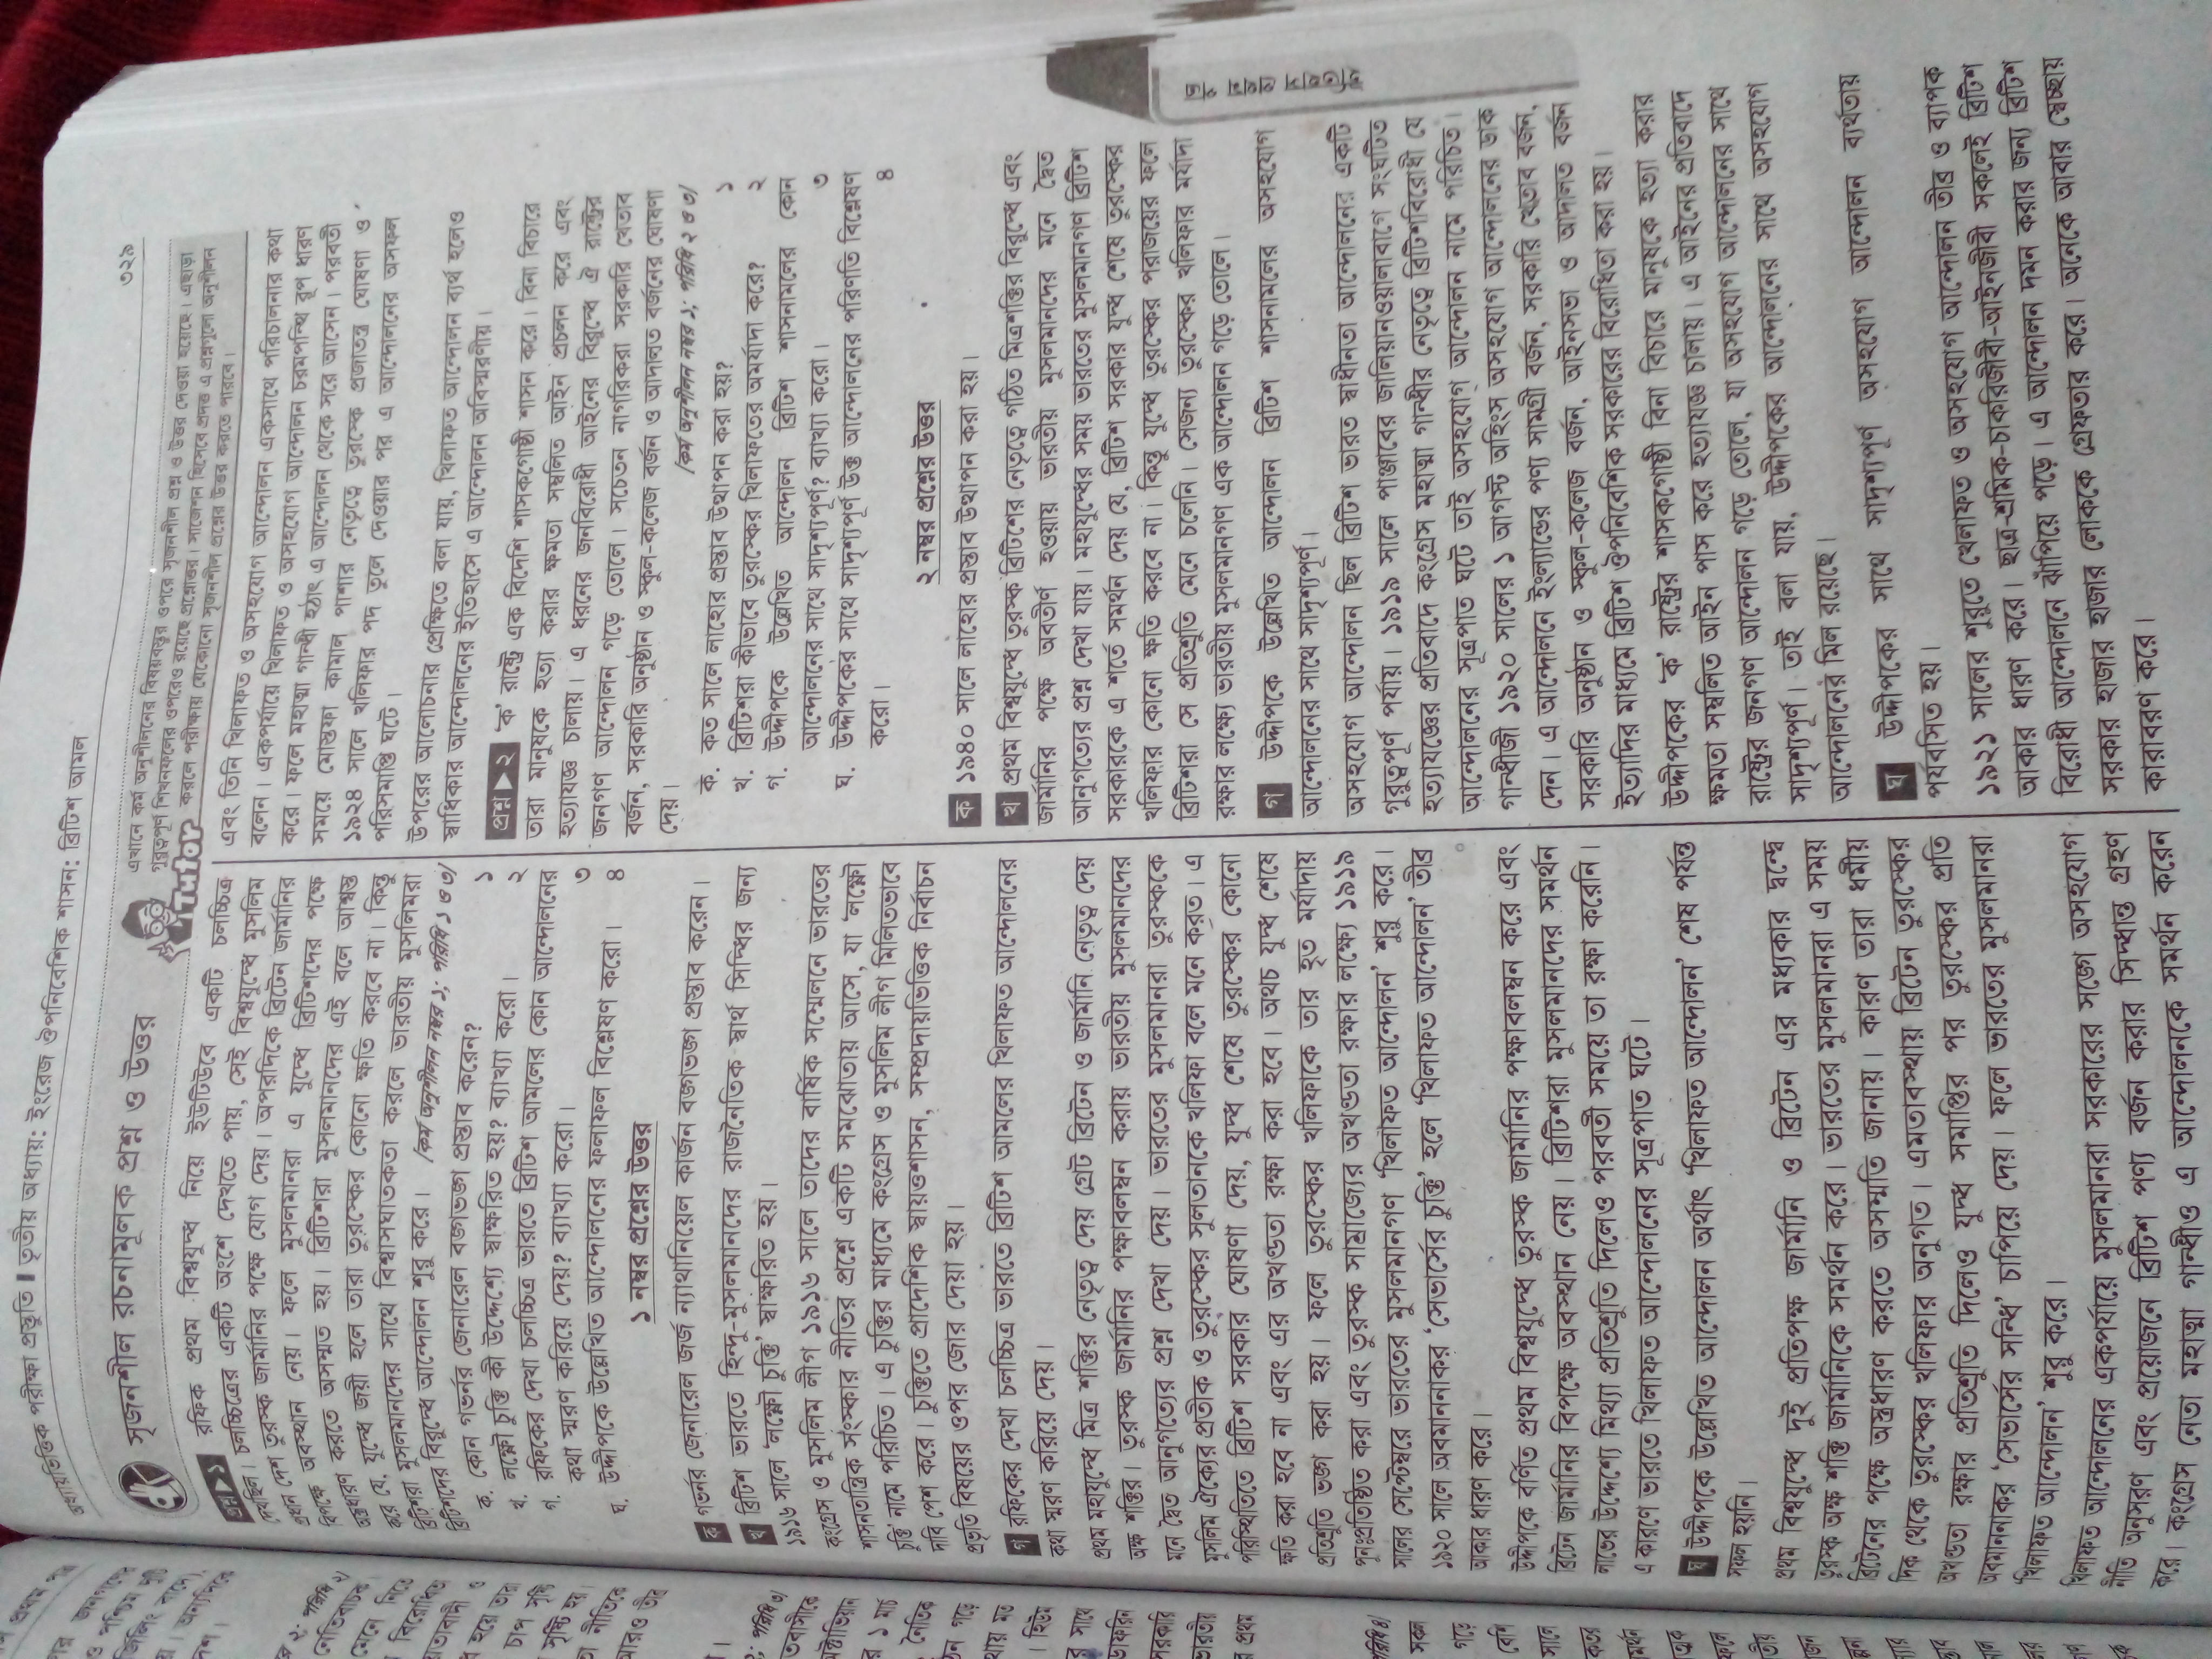 অধ্যায়ভিত্তিক পরীক্ষা প্রস্তুতি ▌ তৃতীয় অধ্যায়: ইংরেজ ঔপনিবেশিক শাসন: ব্রিটিশ আমল
৩২৯
সৃজনশীল রচনামূলক প্রশ্ন ও উত্তর
Tutor
এখানে কর্ম অনুশীলনের বিষয়বস্তুর ওপরে সৃজনশীল প্রশ্ন ও উত্তর দেওয়া হয়েছে। এছাড়া
গুরুত্বপূর্ণ শিখনফলের ওপরেও রয়েছে প্রশ্নোত্তর। সাজেশন হিসেবে প্রদত্ত এ প্রশ্নগুলো অনুশীলন
করলে পরীক্ষায় যেকোনো সৃজনশীল প্রশ্নের উত্তর করতে পারবে।
প্রশ্ন ▶ ১ রফিক প্রথম বিশ্বযুদ্ধ নিয়ে ইউটিউবে একটি চলচ্চিত্র
দেখছিল। চলচ্চিত্রের একটি অংশে দেখতে পায়, সেই বিশ্বযুদ্ধে মুসলিম
প্রধান দেশ তুরস্ক জার্মানির পক্ষে যোগ দেয়। অপরদিকে ব্রিটেন জার্মানির
বিপক্ষে অবস্থান নেয়। ফলে মুসলমানরা এ যুদ্ধে ব্রিটিশদের পক্ষে
অস্ত্রধারণ করতে অসম্মত হয়। ব্রিটিশরা মুসলমানদের এই বলে আশ্বস্ত
করে যে, যুদ্ধে জয়ী হলে তারা তুরস্কের কোনো ক্ষতি করবে না। কিন্তু
ব্রিটিশরা মুসলমানদের সাথে বিশ্বাসঘাতকতা করলে ভারতীয় মুসলিমরা
ব্রিটিশদের বিরুদ্ধে আন্দোলন শুরু করে। /কর্ম অনুশীলন নম্বর ১; পরিধি ১ ও ৩/
ক. কোন গভর্নর জেনারেল বঙ্গভঙ্গ প্রস্তাব করেন? ১
খ. লক্ষ্ণৌ চুক্তি কী উদ্দেশ্যে স্বাক্ষরিত হয়? ব্যাখ্যা করো। ২
গ. রফিকের দেখা চলচ্চিত্র ভারতে ব্রিটিশ আমলের কোন আন্দোলনের
কথা স্মরণ করিয়ে দেয়? ব্যাখ্যা করো। ৩
ঘ. উদ্দীপকে উল্লেখিত আন্দোলনের ফলাফল বিশ্লেষণ করো। ৪
১ নম্বর প্রশ্নের উত্তর
ক গভর্নর জেনারেল জর্জ ন্যাথানিয়েল কার্জন বঙ্গভঙ্গ প্রস্তাব করেন।
খ ব্রিটিশ ভারতে হিন্দু-মুসলমানদের রাজনৈতিক স্বার্থ সিদ্ধির জন্য
১৯১৬ সালে ‘লক্ষ্ণৌ চুক্তি’ স্বাক্ষরিত হয়।
কংগ্রেস ও মুসলিম লীগ ১৯১৬ সালে তাদের বার্ষিক সম্মেলনে ভারতের
শাসনতান্ত্রিক সংস্কার নীতির প্রশ্নে একটি সমঝোতায় আসে, যা ‘লক্ষ্ণৌ
চুক্তি’ নামে পরিচিত। এ চুক্তির মাধ্যমে কংগ্রেস ও মুসলিম লীগ মিলিতভাবে
দাবি পেশ করে। চুক্তিতে প্রাদেশিক স্বায়ত্তশাসন, সম্প্রদায়ভিত্তিক নির্বাচন
প্রভৃতি বিষয়ের ওপর জোর দেয়া হয়।
গ রফিকের দেখা চলচ্চিত্র ভারতে ব্রিটিশ আমলের খিলাফত আন্দোলনের
কথা স্মরণ করিয়ে দেয়।
প্রথম মহাযুদ্ধে মিত্র শক্তির নেতৃত্ব দেয় গ্রেট ব্রিটেন ও জার্মানি নেতৃত্ব দেয়
অক্ষ শক্তির। তুরস্ক জার্মানির পক্ষাবলম্বন করায় ভারতীয় মুসলমানদের
মনে দ্বৈত আনুগত্যের প্রশ্ন দেখা দেয়। ভারতের মুসলমানরা তুরস্ককে
মুসলিম ঐক্যের প্রতীক ও তুরস্কের সুলতানকে খলিফা বলে মনে করত। এ
পরিস্থিতিতে ব্রিটিশ সরকার ঘোষণা দেয়, যুদ্ধ শেষে তুরস্কের কোনো
ক্ষতি করা হবে না এবং এর অখণ্ডতা রক্ষা করা হবে। অথচ যুদ্ধ শেষে
প্রতিশ্রুতি ভঙ্গ করা হয়। ফলে তুরস্কের খলিফাকে তার হৃত মর্যাদায়
পুনঃপ্রতিষ্ঠিত করা এবং তুরস্ক সাম্রাজ্যের অখণ্ডতা রক্ষার লক্ষ্যে ১৯১৯
সালের সেপ্টেম্বরে ভারতের মুসলমানগণ ‘খিলাফত আন্দোলন’ শুরু করে।
১৯২০ সালে অবমাননাকর ‘সেভার্সের চুক্তি’ হলে ‘খিলাফত আন্দোলন’ তীব্র
আকার ধারণ করে।
উদ্দীপকে বর্ণিত প্রথম বিশ্বযুদ্ধে তুরস্ক জার্মানির পক্ষাবলম্বন করে এবং
ব্রিটেন জার্মানির বিপক্ষে অবস্থান নেয়। ব্রিটিশরা মুসলমানদের সমর্থন
লাভের উদ্দেশ্যে মিথ্যা প্রতিশ্রুতি দিলেও পরবর্তী সময়ে তা রক্ষা করেনি।
এ কারণে ভারতে খিলাফত আন্দোলনের সূত্রপাত ঘটে।
ঘ উদ্দীপকে উল্লেখিত আন্দোলন অর্থাৎ ‘খিলাফত আন্দোলন’ শেষ পর্যন্ত
সফল হয়নি।
প্রথম বিশ্বযুদ্ধে দুই প্রতিপক্ষ জার্মানি ও ব্রিটেন এর মধ্যকার দ্বন্দ্বে
তুরস্ক অক্ষ শক্তি জার্মানিকে সমর্থন করে। ভারতের মুসলমানরা এ সময়
ব্রিটেনের পক্ষে অস্ত্রধারণ করতে অসম্মতি জানায়। কারণ তারা ধর্মীয়
দিক থেকে তুরস্কের খলিফার অনুগত। এমতাবস্থায় ব্রিটেন তুরস্কের
অখণ্ডতা রক্ষার প্রতিশ্রুতি দিলেও যুদ্ধ সমাপ্তির পর তুরস্কের প্রতি
অবমাননাকর ‘সেভার্সের সন্ধি’ চাপিয়ে দেয়। ফলে ভারতের মুসলমানরা
‘খিলাফত আন্দোলন’ শুরু করে।
খিলাফত আন্দোলনের একপর্যায়ে মুসলমানরা সরকারের সঙ্গে অসহযোগ
নীতি অনুসরণ এবং প্রয়োজনে ব্রিটিশ পণ্য বর্জন করার সিদ্ধান্ত গ্রহণ
করে। কংগ্রেস নেতা মহাত্মা গান্ধীও এ আন্দোলনকে সমর্থন করেন
এবং তিনি খিলাফত ও অসহযোগ আন্দোলন একসাথে পরিচালনার কথা
বলেন। একপর্যায়ে খিলাফত ও অসহযোগ আন্দোলন চরমপন্থি রূপ ধারণ
করে। ফলে মহাত্মা গান্ধী হঠাৎ এ আন্দোলন থেকে সরে আসেন। পরবর্তী
সময়ে মোস্তফা কামাল পাশার নেতৃত্বে তুরস্কে প্রজাতন্ত্র ঘোষণা ও
১৯২৪ সালে খলিফার পদ তুলে দেওয়ার পর এ আন্দোলনের অসফল
পরিসমাপ্তি ঘটে।
উপরের আলোচনার প্রেক্ষিতে বলা যায়, খিলাফত আন্দোলন ব্যর্থ হলেও
স্বাধিকার আন্দোলনের ইতিহাসে এ আন্দোলন অবিস্মরণীয়।
প্রশ্ন ▶ ২ ‘ক’ রাষ্ট্রে এক বিদেশি শাসকগোষ্ঠী শাসন করে। বিনা বিচারে
তারা মানুষকে হত্যা করার ক্ষমতা সম্বলিত আইন প্রচলন করে এবং
হত্যাযজ্ঞ চালায়। এ ধরনের জনবিরোধী আইনের বিরুদ্ধে ঐ রাষ্ট্রের
জনগণ আন্দোলন গড়ে তোলে। সচেতন নাগরিকরা সরকারি খেতাব
বর্জন, সরকারি অনুষ্ঠান ও স্কুল-কলেজ বর্জন ও আদালত বর্জনের ঘোষণা
দেয়।
/কর্ম অনুশীলন নম্বর ১; পরিধি ২ ও ৩/
ক. কত সালে লাহোর প্রস্তাব উত্থাপন করা হয়? ১
খ. ব্রিটিশরা কীভাবে তুরস্কের খিলাফতের অমর্যাদা করে? ২
গ. উদ্দীপকে উল্লেখিত আন্দোলন ব্রিটিশ শাসনামলের কোন
আন্দোলনের সাথে সাদৃশ্যপূর্ণ? ব্যাখ্যা করো। ৩
ঘ. উদ্দীপকের সাথে সাদৃশ্যপূর্ণ উক্ত আন্দোলনের পরিণতি বিশ্লেষণ
করো। ৪
২ নম্বর প্রশ্নের উত্তর
ক ১৯৪০ সালে লাহোর প্রস্তাব উত্থাপন করা হয়।
খ প্রথম বিশ্বযুদ্ধে তুরস্ক ব্রিটিশের নেতৃত্বে গঠিত মিত্রশক্তির বিরুদ্ধে এবং
জার্মানির পক্ষে অবতীর্ণ হওয়ায় ভারতীয় মুসলমানদের মনে দ্বৈত
আনুগত্যের প্রশ্ন দেখা যায়। মহাযুদ্ধের সময় ভারতের মুসলমানগণ ব্রিটিশ
সরকারকে এ শর্তে সমর্থন দেয় যে, ব্রিটিশ সরকার যুদ্ধ শেষে তুরস্কের
খলিফার কোনো ক্ষতি করবে না। কিন্তু যুদ্ধে তুরস্কের পরাজয়ের ফলে
ব্রিটিশরা সে প্রতিশ্রুতি মেনে চলেনি। সেজন্য তুরস্কের খলিফার মর্যাদা
রক্ষার লক্ষ্যে ভারতীয় মুসলমানগণ এক আন্দোলন গড়ে তোলে।
গ উদ্দীপকে উল্লেখিত আন্দোলন ব্রিটিশ শাসনামলের অসহযোগ
আন্দোলনের সাথে সাদৃশ্যপূর্ণ।
অসহযোগ আন্দোলন ছিল ব্রিটিশ ভারত স্বাধীনতা আন্দোলনের একটি
গুরুত্বপূর্ণ পর্যায়। ১৯১৯ সালে পাঞ্জাবের জালিয়ানওয়ালাবাগে সংঘটিত
হত্যাযজ্ঞের প্রতিবাদে কংগ্রেস মহাত্মা গান্ধীর নেতৃত্বে ব্রিটিশবিরোধী যে
আন্দোলনের সূত্রপাত ঘটে তাই অসহযোগ আন্দোলন নামে পরিচিত।
গান্ধীজী ১৯২০ সালের ১ আগস্ট অহিংস অসহযোগ আন্দোলনের ডাক
দেন। এ আন্দোলনে ইংল্যান্ডের পণ্য সামগ্রী বর্জন, সরকারি খেতাব বর্জন,
সরকারি অনুষ্ঠান ও স্কুল-কলেজ বর্জন, আইনসভা ও আদালত বর্জন
ইত্যাদির মাধ্যমে ব্রিটিশ ঔপনিবেশিক সরকারের বিরোধিতা করা হয়।
উদ্দীপকের ‘ক’ রাষ্ট্রের শাসকগোষ্ঠী বিনা বিচারে মানুষকে হত্যা করার
ক্ষমতা সম্বলিত আইন পাস করে হত্যাযজ্ঞ চালায়। এ আইনের প্রতিবাদে
রাষ্ট্রের জনগণ আন্দোলন গড়ে তোলে, যা অসহযোগ আন্দোলনের সাথে
সাদৃশ্যপূর্ণ। তাই বলা যায়, উদ্দীপকের আন্দোলনের সাথে অসহযোগ
আন্দোলনের মিল রয়েছে।
ঘ উদ্দীপকের সাথে সাদৃশ্যপূর্ণ অসহযোগ আন্দোলন ব্যর্থতায়
পর্যবসিত হয়।
১৯২১ সালের শুরুতে খেলাফত ও অসহযোগ আন্দোলন তীব্র ও ব্যাপক
আকার ধারণ করে। ছাত্র-শ্রমিক-চাকরিজীবী-আইনজীবী সকলেই ব্রিটিশ
বিরোধী আন্দোলনে ঝাঁপিয়ে পড়ে। এ আন্দোলন দমন করার জন্য ব্রিটিশ
সরকার হাজার হাজার লোককে গ্রেফতার করে। অনেকে আবার স্বেচ্ছায়
কারাবরণ করে।
ইতিহাস প্রথম পত্র